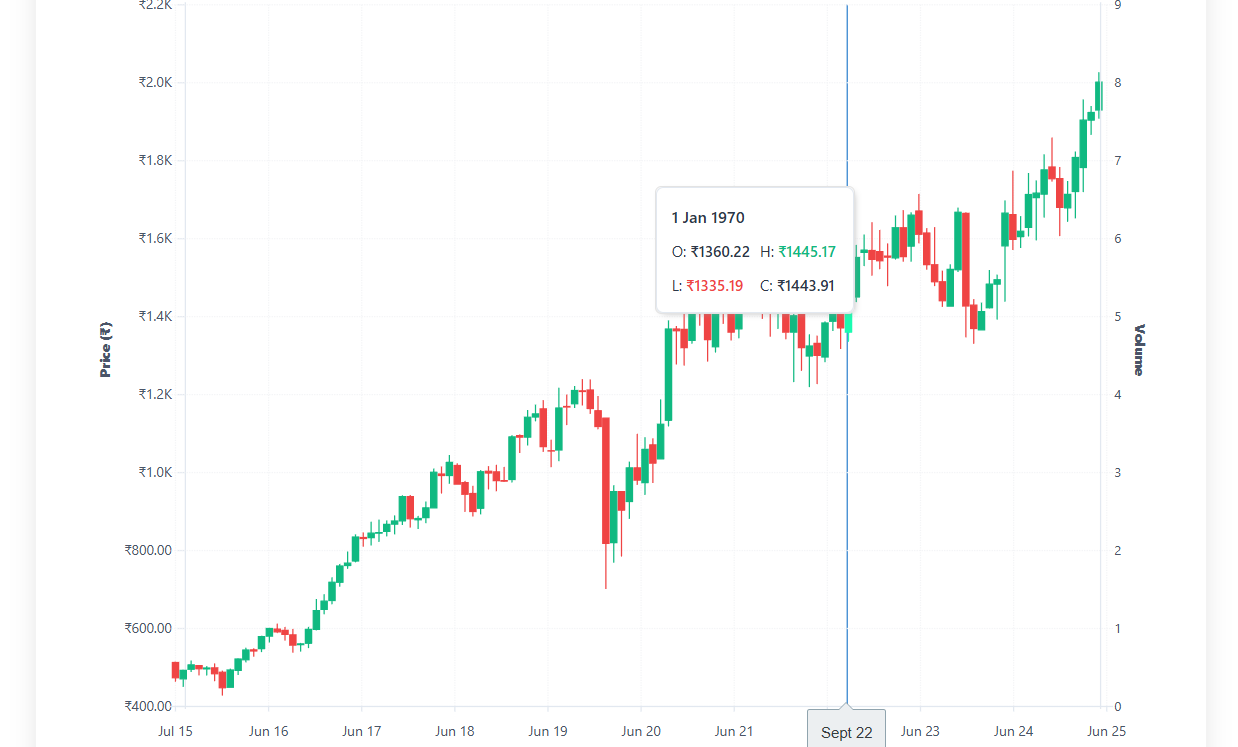 ₹2.2K
9
₹2.0K
8
₹1.8K
7
1 Jan 1970
O: ₹1360.22 H: ₹1445.17
L: ₹1335.19 C: ₹1443.91
₹1.6K
6
₹1.4K
5
Price (₹)
Volume
₹1.2K
4
₹1.0K
3
₹800.00
2
₹600.00
1
₹400.00
0
Jul 15 Jun 16 Jun 17 Jun 18 Jun 19 Jun 20 Jun 21 Sept 22 Jun 23 Jun 24 Jun 25